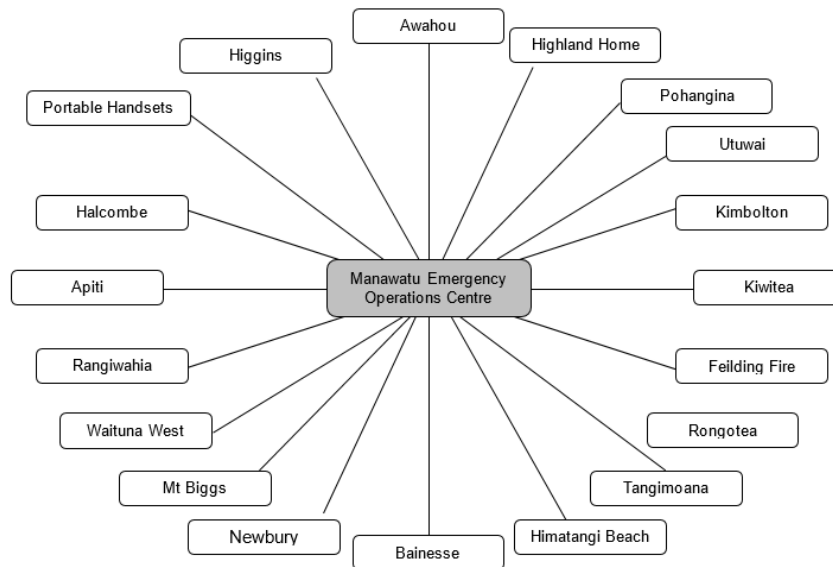 Awahou
Highland Home
Higgins
Pohangina
Portable Handsets
Utuwai
Halcombe
Kimbolton
Manawatu Emergency
Operations Centre
Apiti
Kiwitea
Rangiwahia
Feilding Fire
Waituna West
Rongotea
Mt Biggs
Tangimoana
Newbury
Himatangi Beach
Bainesse